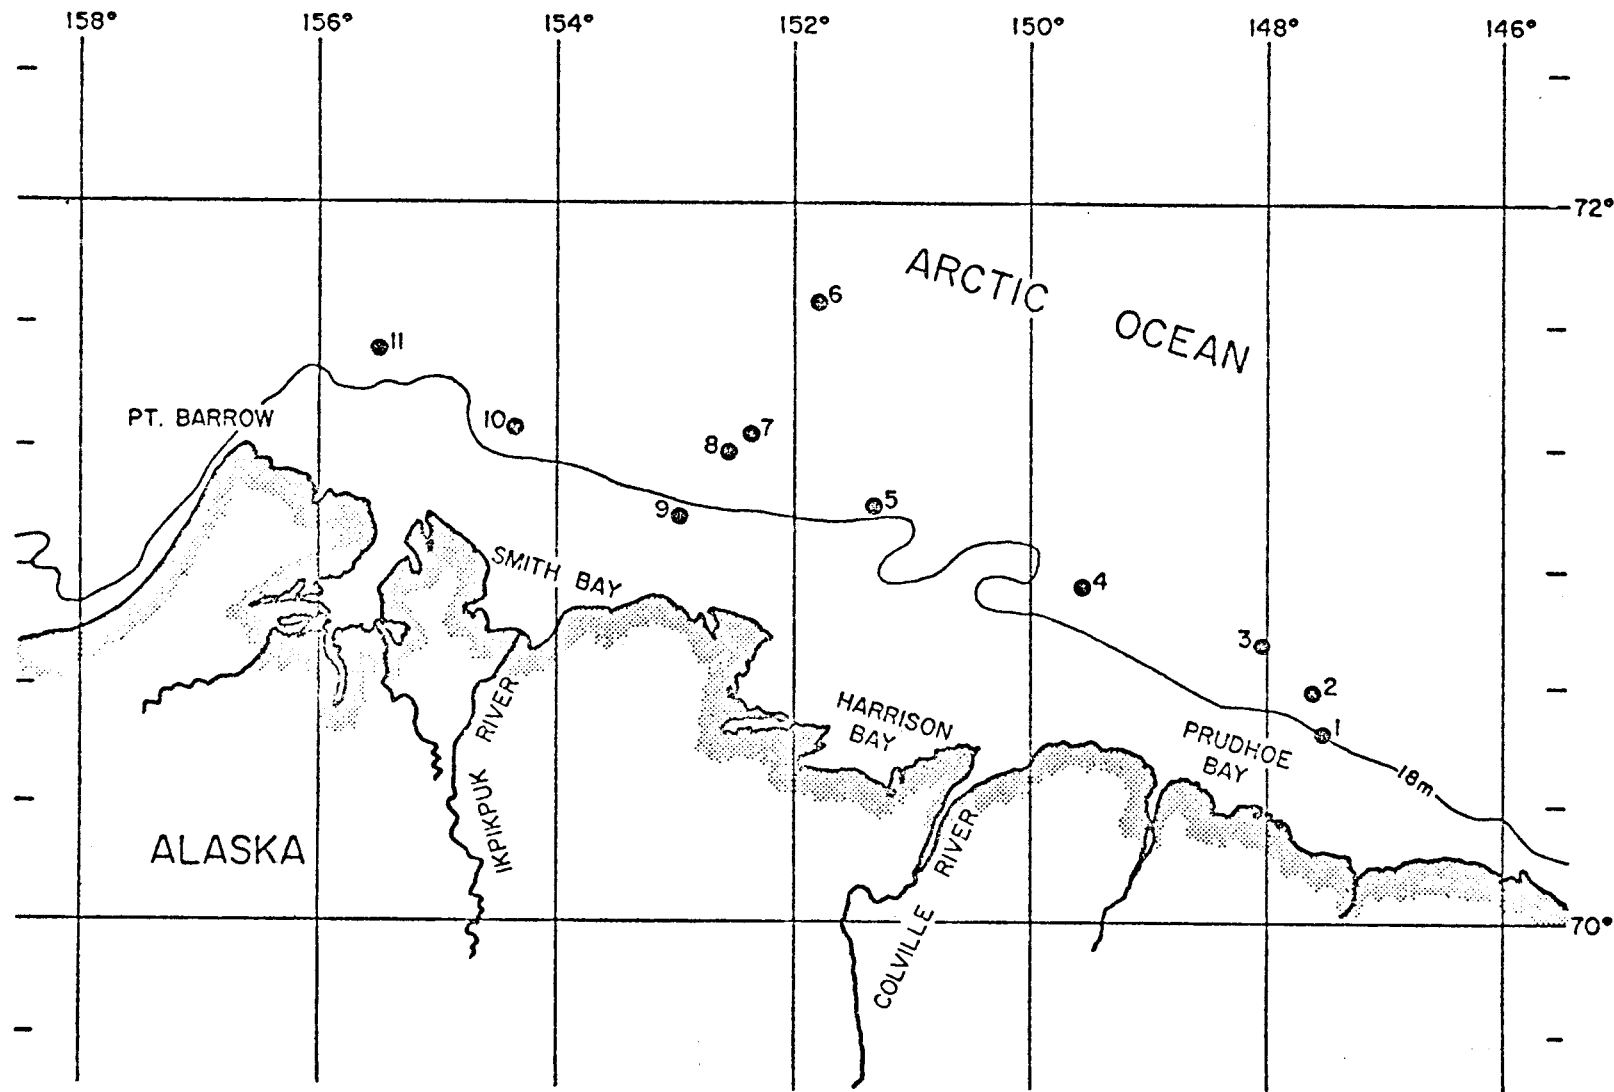 158° 156° 154° 152° 150° 148° 146°
72°
ARCTIC
OCEAN
6
11
PT. BARROW
10
7
8
5
9
SMITH BAY
4
3
2
1
HARRISON
BAY
PRUDHOE
BAY
18m
IKPIKPUK RIVER
ALASKA
COLVILLE RIVER
70°